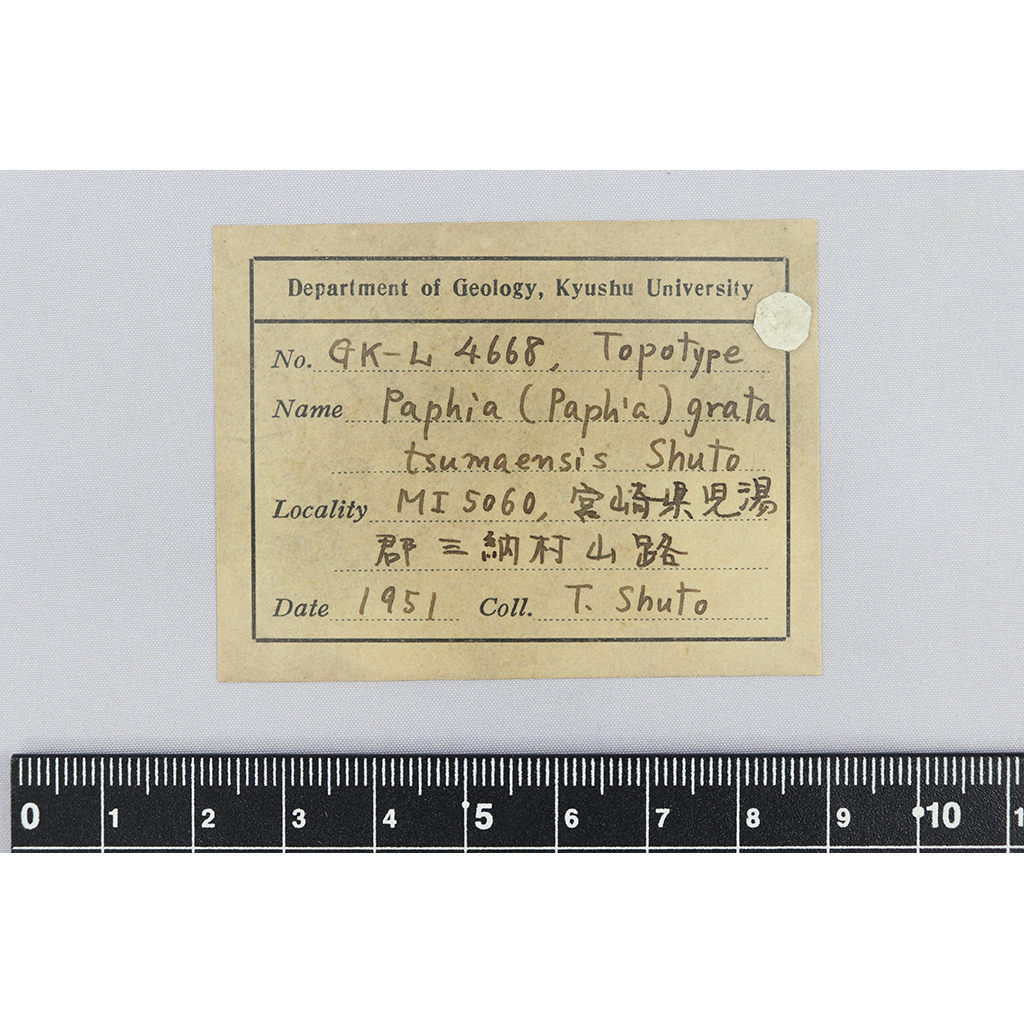 Department of Geology, Kyushu University
No. GK-L 4668, Topotype
Name Paphia (Paphia) grata
tsumaensis Shuto
Locality MI 5060,宮崎県児湯
郡三納村山路
Date 1951 Coll. T. Shuto
0 1 2 3 4 5 6 7 8 9 10 1